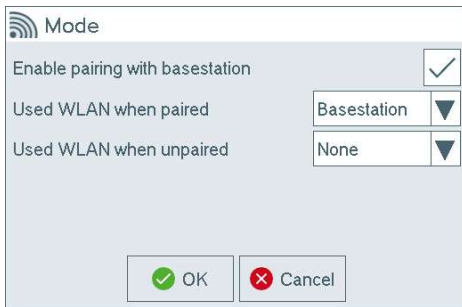 Mode
Enable pairing with basestation
Used WLAN when paired Basestation
Used WLAN when unpaired None
OK Cancel